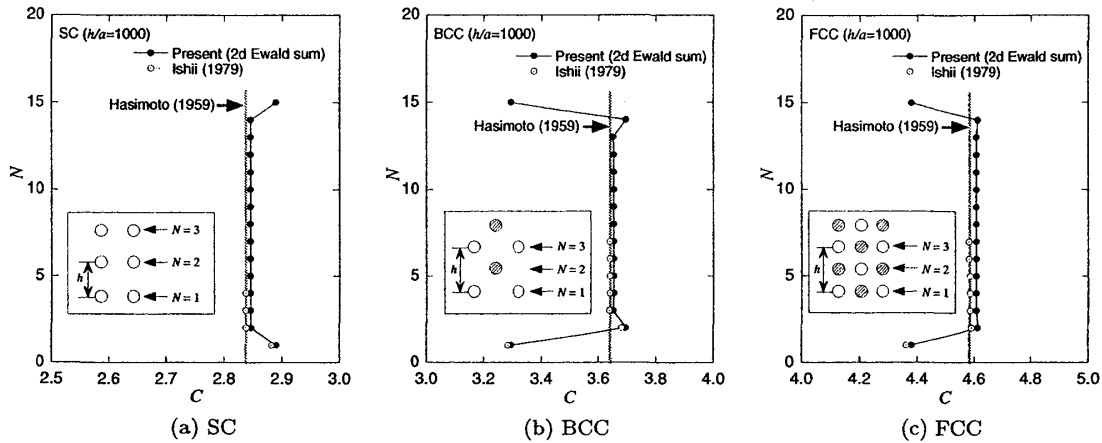 SC (h/a=1000)
Present (2d Ewald sum)
Ishii (1979)
Hasimoto (1959)
N
20
15
10
5
0
h
N = 3
N = 2
N = 1
2.5 2.6 2.7 2.8 2.9 3.0
C
(a) SC
BCC (h/a=1000)
Present (2d Ewald sum)
Ishii (1979)
Hasimoto (1959)
N
20
15
10
5
0
h
N = 3
N = 2
N = 1
3.0 3.2 3.4 3.6 3.8 4.0
C
(b) BCC
FCC (h/a=1000)
Present (2d Ewald sum)
Ishii (1979)
Hasimoto (1959)
N
20
15
10
5
0
h
N = 3
N = 2
N = 1
4.0 4.2 4.4 4.6 4.8 5.0
C
(c) FCC